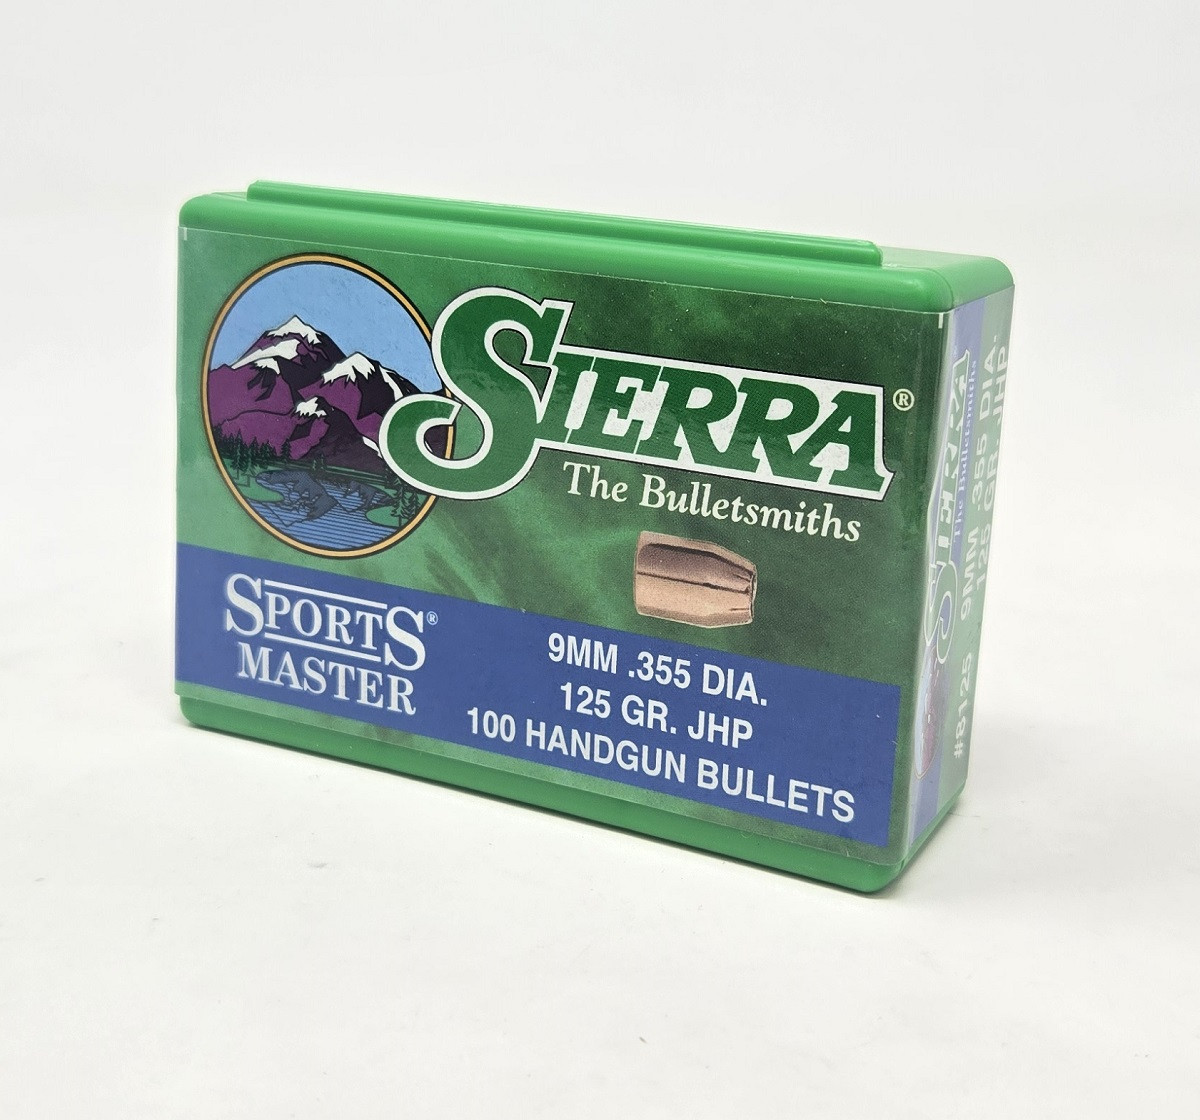 SIERRA®
The Bulletsmiths
SPORTS®
MASTER
9MM .355 DIA.
125 GR. JHP
100 HANDGUN BULLETS
SIERRA
The Bulletsmiths
#8125 9MM .355 DIA.
125 GR. JHP